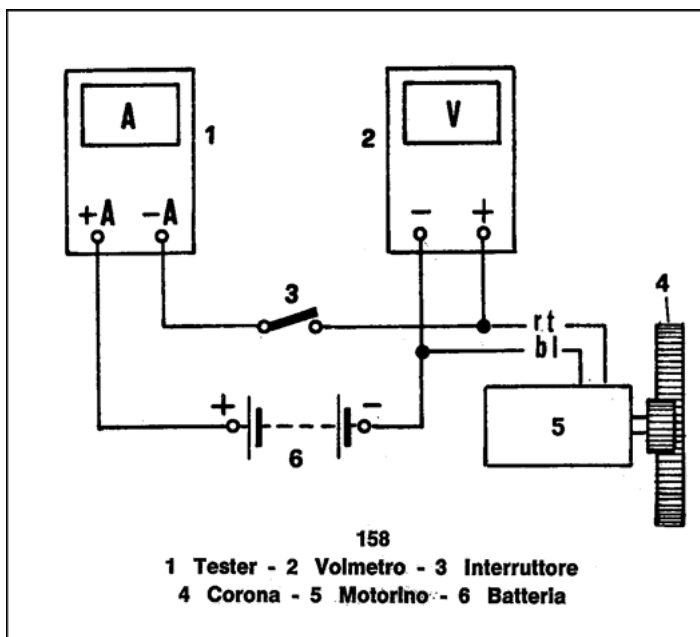 A
V
1
2
+A -A
- +
3
4
rt
bl
+ -
5
6
158
1 Tester - 2 Volmetro - 3 Interruttore
4 Corona - 5 Motorino - 6 Batteria